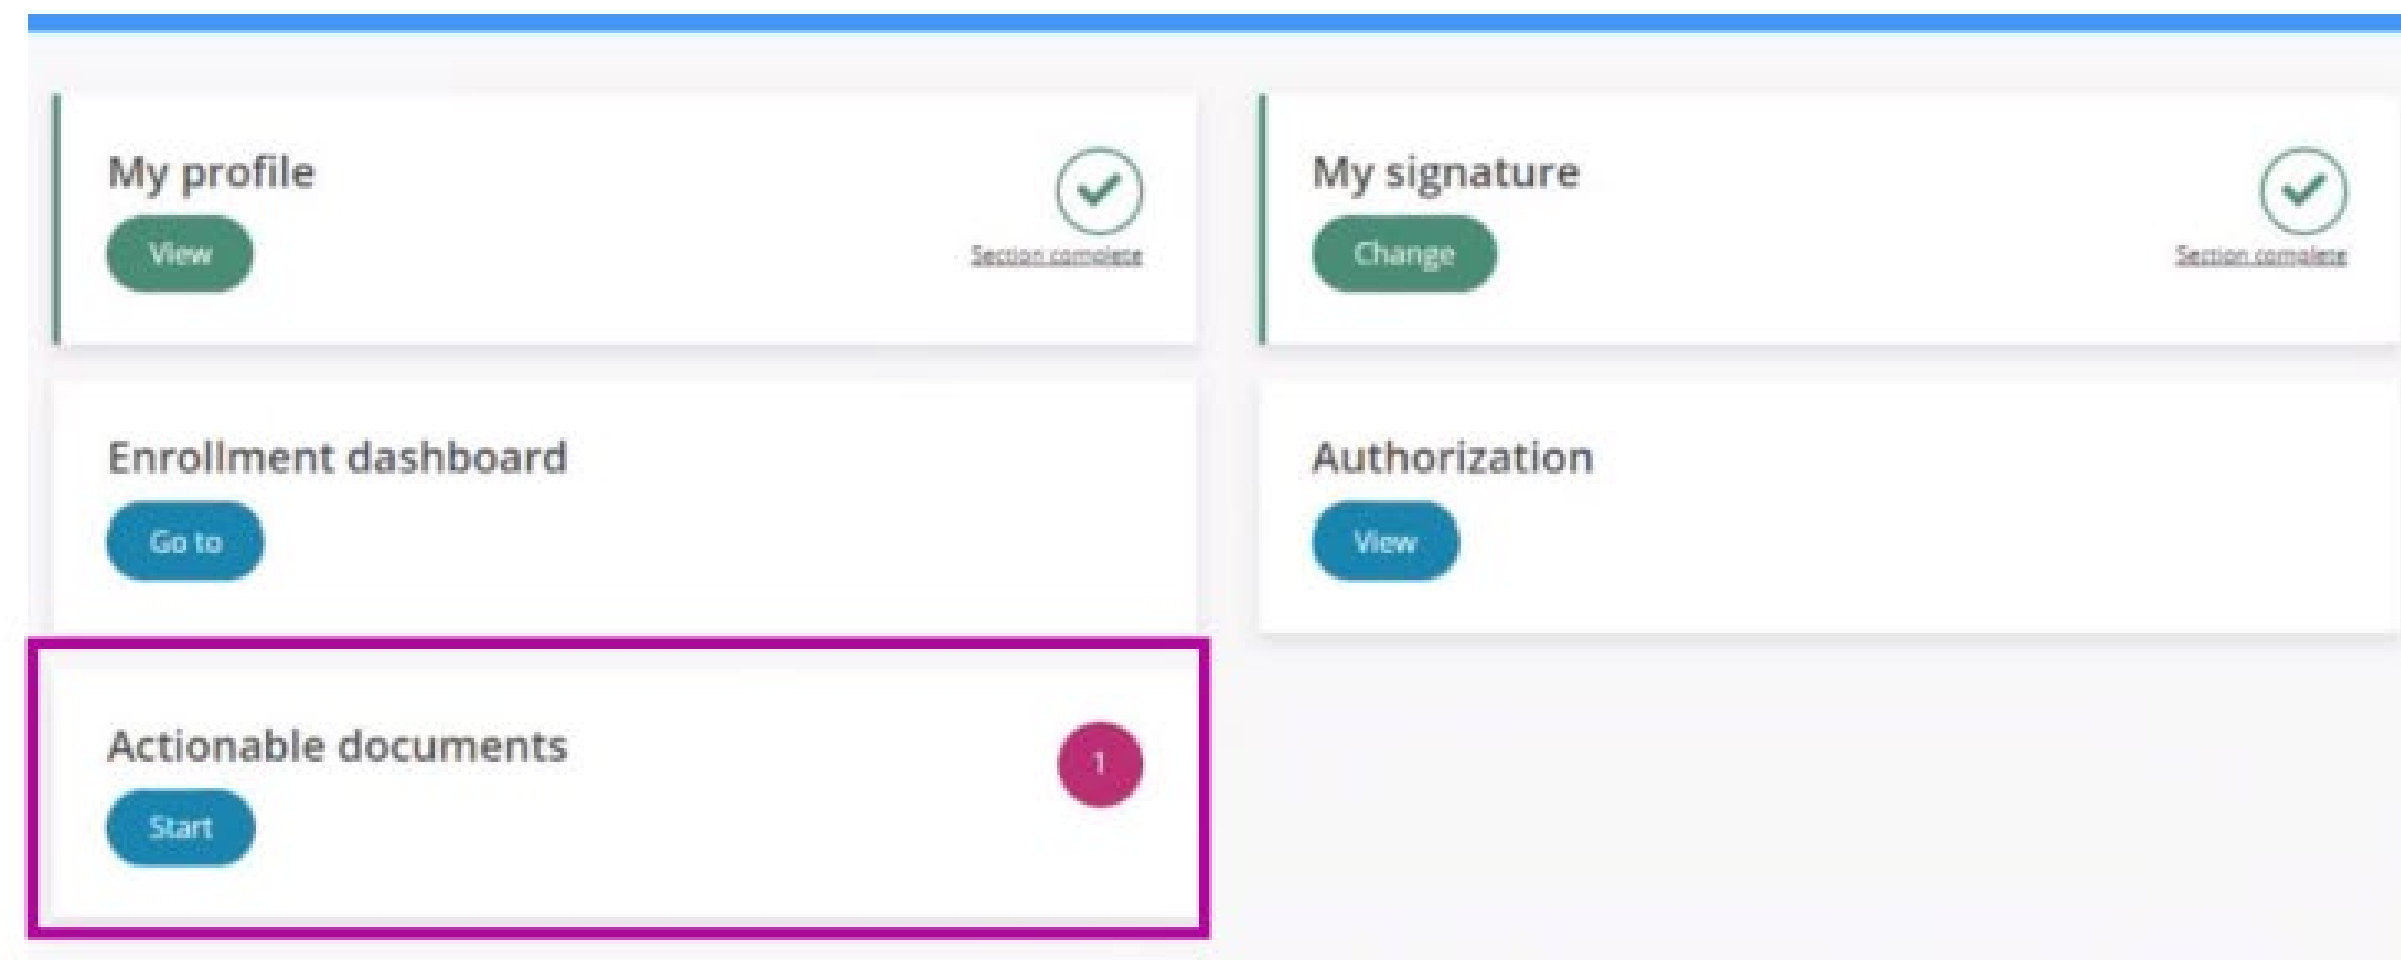 My profile
View
Section complete
My signature
Change
Section complete
Enrollment dashboard
Go to
Authorization
View
Actionable documents
1
Start